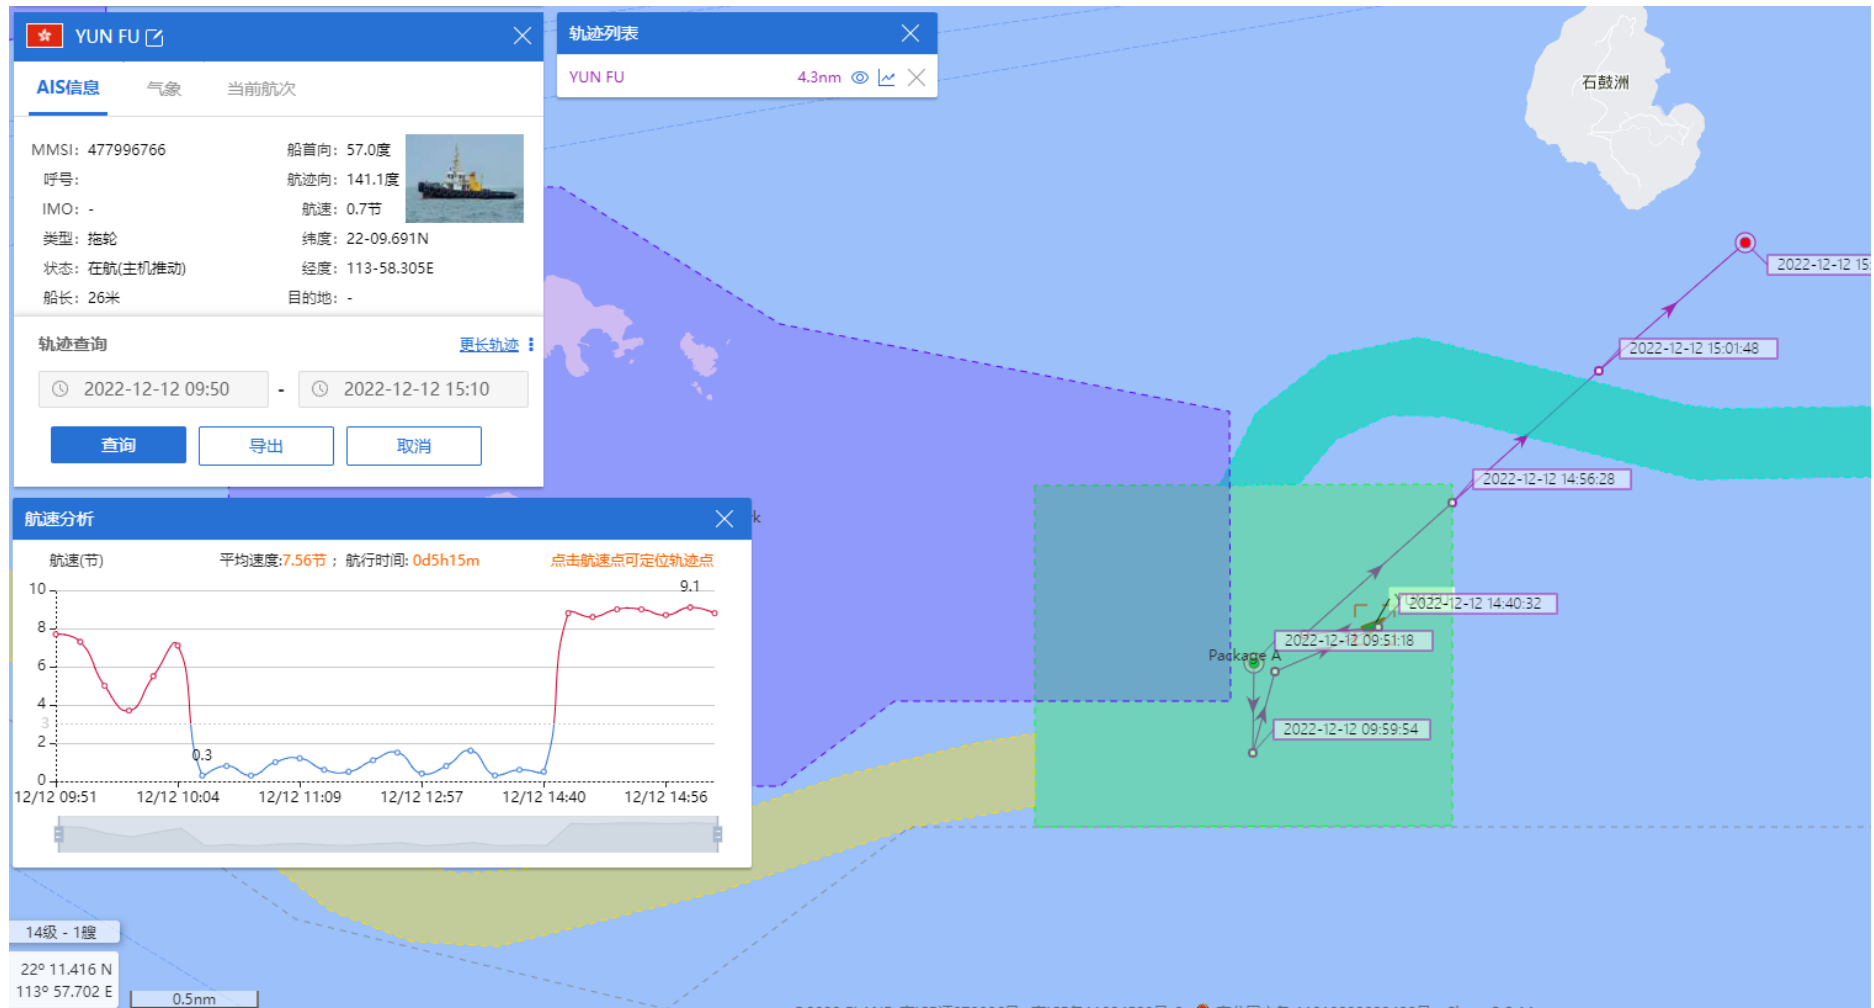 YUN FU
AIS信息 气象 当前航次
MMSI: 477996766 船首向: 57.0度
呼号: 航迹向: 141.1度
IMO: - 航速: 0.7节
类型: 拖轮 纬度: 22-09.691N
状态: 在航(主机推动) 经度: 113-58.305E
船长: 26米 目的地: -
轨迹查询 更长轨迹
2022-12-12 09:50 - 2022-12-12 15:10
查询 导出 取消
轨迹列表
YUN FU 4.3nm
航速分析
航速(节) 平均速度:7.56节 ; 航行时间: 0d5h15m 点击航速点可定位轨迹点
9.1
10
8
6
4
3
2
0
0.3
12/12 09:51 12/12 10:04 12/12 11:09 12/12 12:57 12/12 14:40 12/12 14:56
石鼓洲
2022-12-12 15:
2022-12-12 15:01:48
2022-12-12 14:56:28
2022-12-12 14:40:32
2022-12-12 09:51:18
Package A
2022-12-12 09:59:54
14级 - 1艘
22º 11.416 N
113º 57.702 E
0.5nm